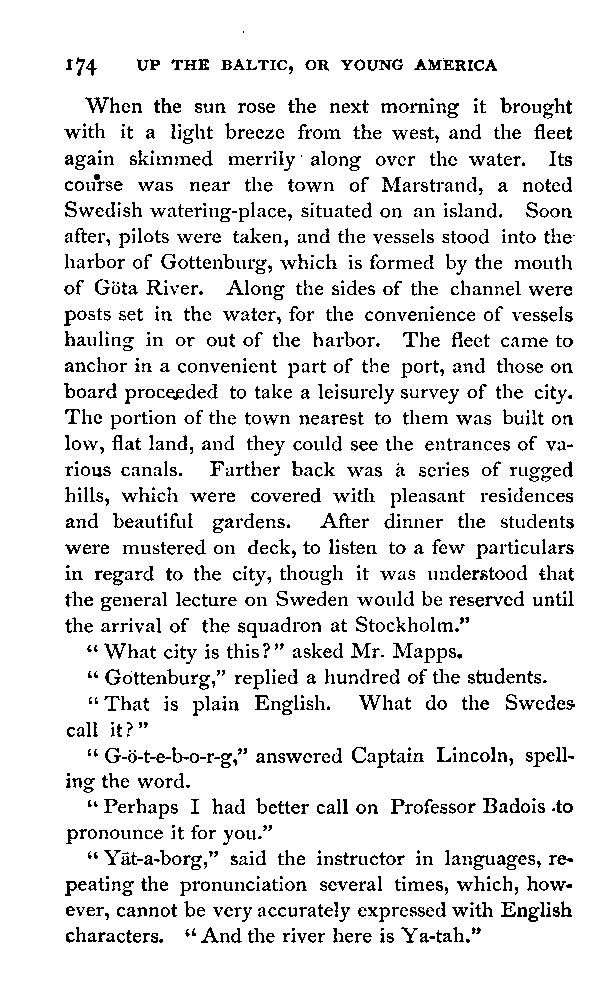 174 UP THE BALTIC, OR YOUNG AMERICA
When the sun rose the next morning it brought
with it a light breeze from the west, and the fleet
again skimmed merrily along over the water. Its
course was near the town of Marstrand, a noted
Swedish watering-place, situated on an island. Soon
after, pilots were taken, and the vessels stood into the
harbor of Gottenburg, which is formed by the mouth
of Göta River. Along the sides of the channel were
posts set in the water, for the convenience of vessels
hauling in or out of the harbor. The fleet came to
anchor in a convenient part of the port, and those on
board proceeded to take a leisurely survey of the city.
The portion of the town nearest to them was built on
low, flat land, and they could see the entrances of va-
rious canals. Farther back was a series of rugged
hills, which were covered with pleasant residences
and beautiful gardens. After dinner the students
were mustered on deck, to listen to a few particulars
in regard to the city, though it was understood that
the general lecture on Sweden would be reserved until
the arrival of the squadron at Stockholm.”
“What city is this?” asked Mr. Mapps.
“Gottenburg,” replied a hundred of the students.
“That is plain English. What do the Swedes
call it?”
“G-ö-t-e-b-o-r-g,” answered Captain Lincoln, spell-
ing the word.
“Perhaps I had better call on Professor Badois to
pronounce it for you.”
“Yät-a-borg,” said the instructor in languages, re-
peating the pronunciation several times, which, how-
ever, cannot be very accurately expressed with English
characters. “And the river here is Ya-tah.”